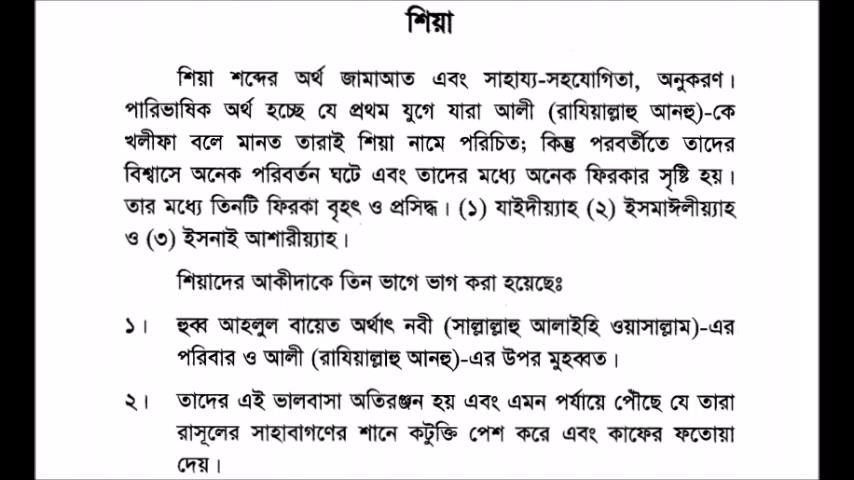 শিয়া
শিয়া শব্দের অর্থ জামাআত এবং সাহায্য-সহযোগিতা, অনুকরণ।
পারিভাষিক অর্থ হচ্ছে যে প্রথম যুগে যারা আলী (রাযিয়াল্লাহু আনহু)-কে
খলীফা বলে মানত তারাই শিয়া নামে পরিচিত; কিন্তু পরবর্তীতে তাদের
বিশ্বাসে অনেক পরিবর্তন ঘটে এবং তাদের মধ্যে অনেক ফিরকার সৃষ্টি হয়।
তার মধ্যে তিনটি ফিরকা বৃহৎ ও প্রসিদ্ধ। (১) যাইদীয়্যাহ (২) ইসমাঈলীয়্যাহ
ও (৩) ইসনাই আশারীয়্যাহ।
শিয়াদের আকীদাকে তিন ভাগে ভাগ করা হয়েছেঃ
১। হুব্ব আহলুল বায়েত অর্থাৎ নবী (সাল্লাল্লাহু আলাইহি ওয়াসাল্লাম)-এর
পরিবার ও আলী (রাযিয়াল্লাহু আনহু)-এর উপর মুহব্বত।
২। তাদের এই ভালবাসা অতিরঞ্জন হয় এবং এমন পর্যায়ে পৌঁছে যে তারা
রাসূলের সাহাবাগণের শানে কটুক্তি পেশ করে এবং কাফের ফতোয়া
দেয়।